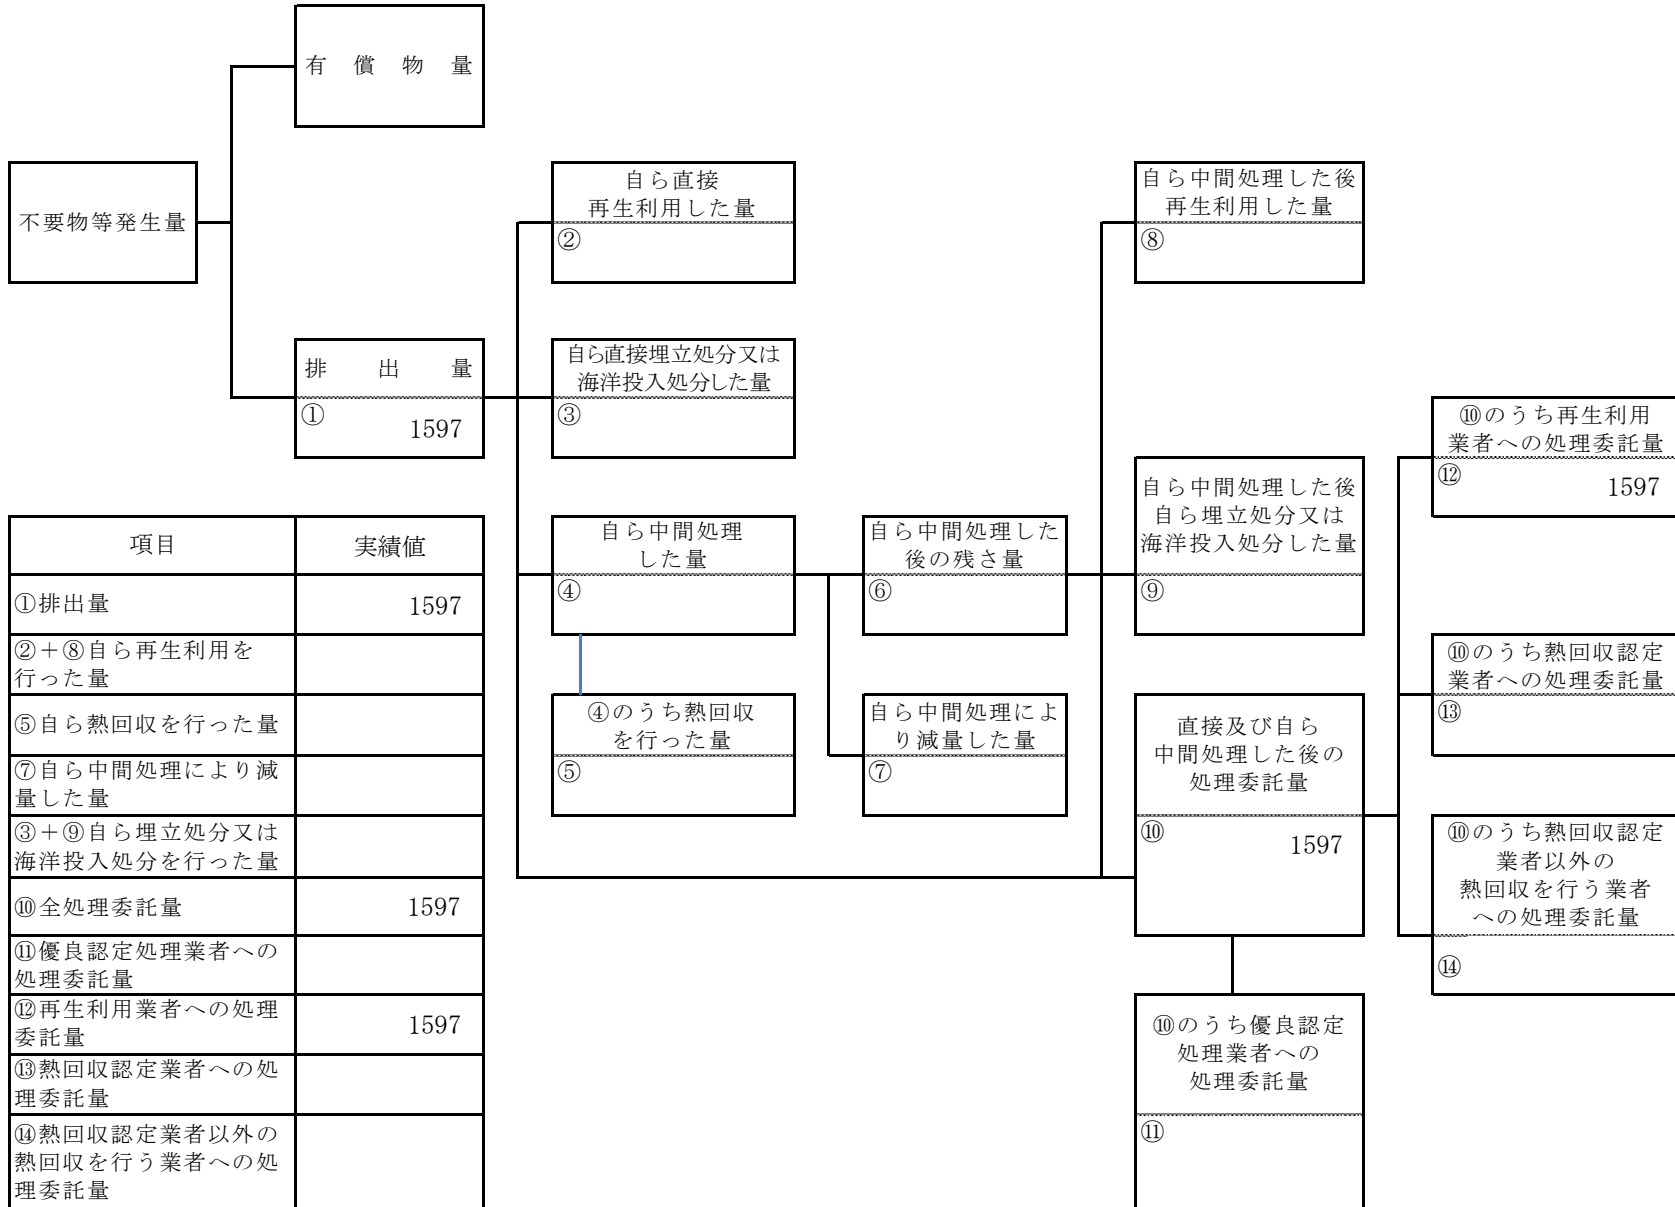 有償物量
不要物等発生量
排出量
①
1597
自ら直接
再生利用した量
②
自ら直接埋立処分又は
海洋投入処分した量
③
自ら中間処理
した量
④
④のうち熱回収
を行った量
⑤
自ら中間処理した
後の残さ量
⑥
自ら中間処理によ
り減量した量
⑦
自ら中間処理した後
再生利用した量
⑧
自ら中間処理した後
自ら埋立処分又は
海洋投入処分した量
⑨
直接及び自ら
中間処理した後の
処理委託量
⑩
1597
⑩のうち優良認定
処理業者への
処理委託量
⑪
⑩のうち再生利用
業者への処理委託量
⑫
1597
⑩のうち熱回収認定
業者への処理委託量
⑬
⑩のうち熱回収認定
業者以外の
熱回収を行う業者
への処理委託量
⑭
項目 実績値
①排出量 1597
②+⑧自ら再生利用を
行った量
⑤自ら熱回収を行った量
⑦自ら中間処理により減
量した量
③+⑨自ら埋立処分又は
海洋投入処分を行った量
⑩全処理委託量 1597
⑪優良認定処理業者への
処理委託量
⑫再生利用業者への処理
委託量
1597
⑬熱回収認定業者への処
理委託量
⑭熱回収認定業者以外の
熱回収を行う業者への処
理委託量